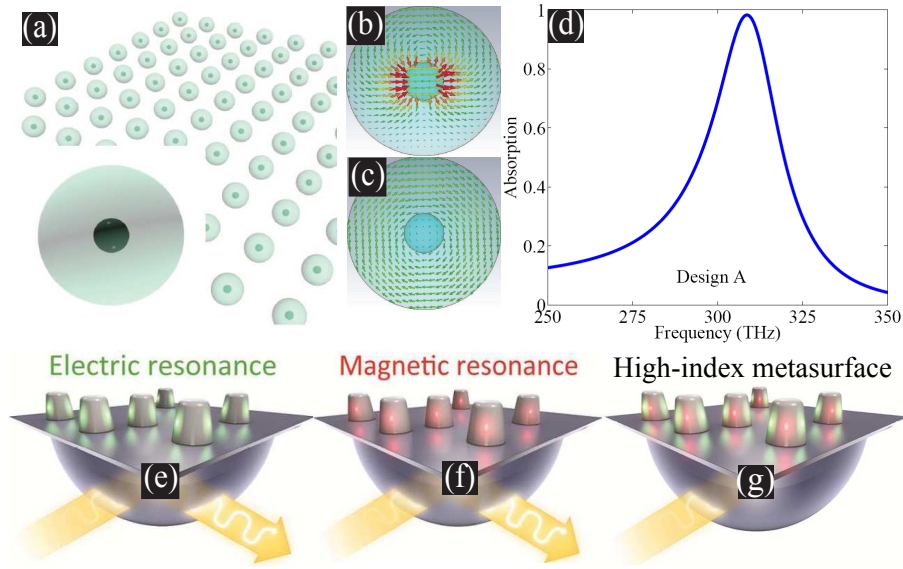 (a)
(b)
(c)
(d)
1
0.8
0.6
0.4
0.2
0
Absorption
Design A
250
275
300
325
350
Frequency (THz)
Electric resonance
Magnetic resonance
High-index metasurface
(e)
(f)
(g)